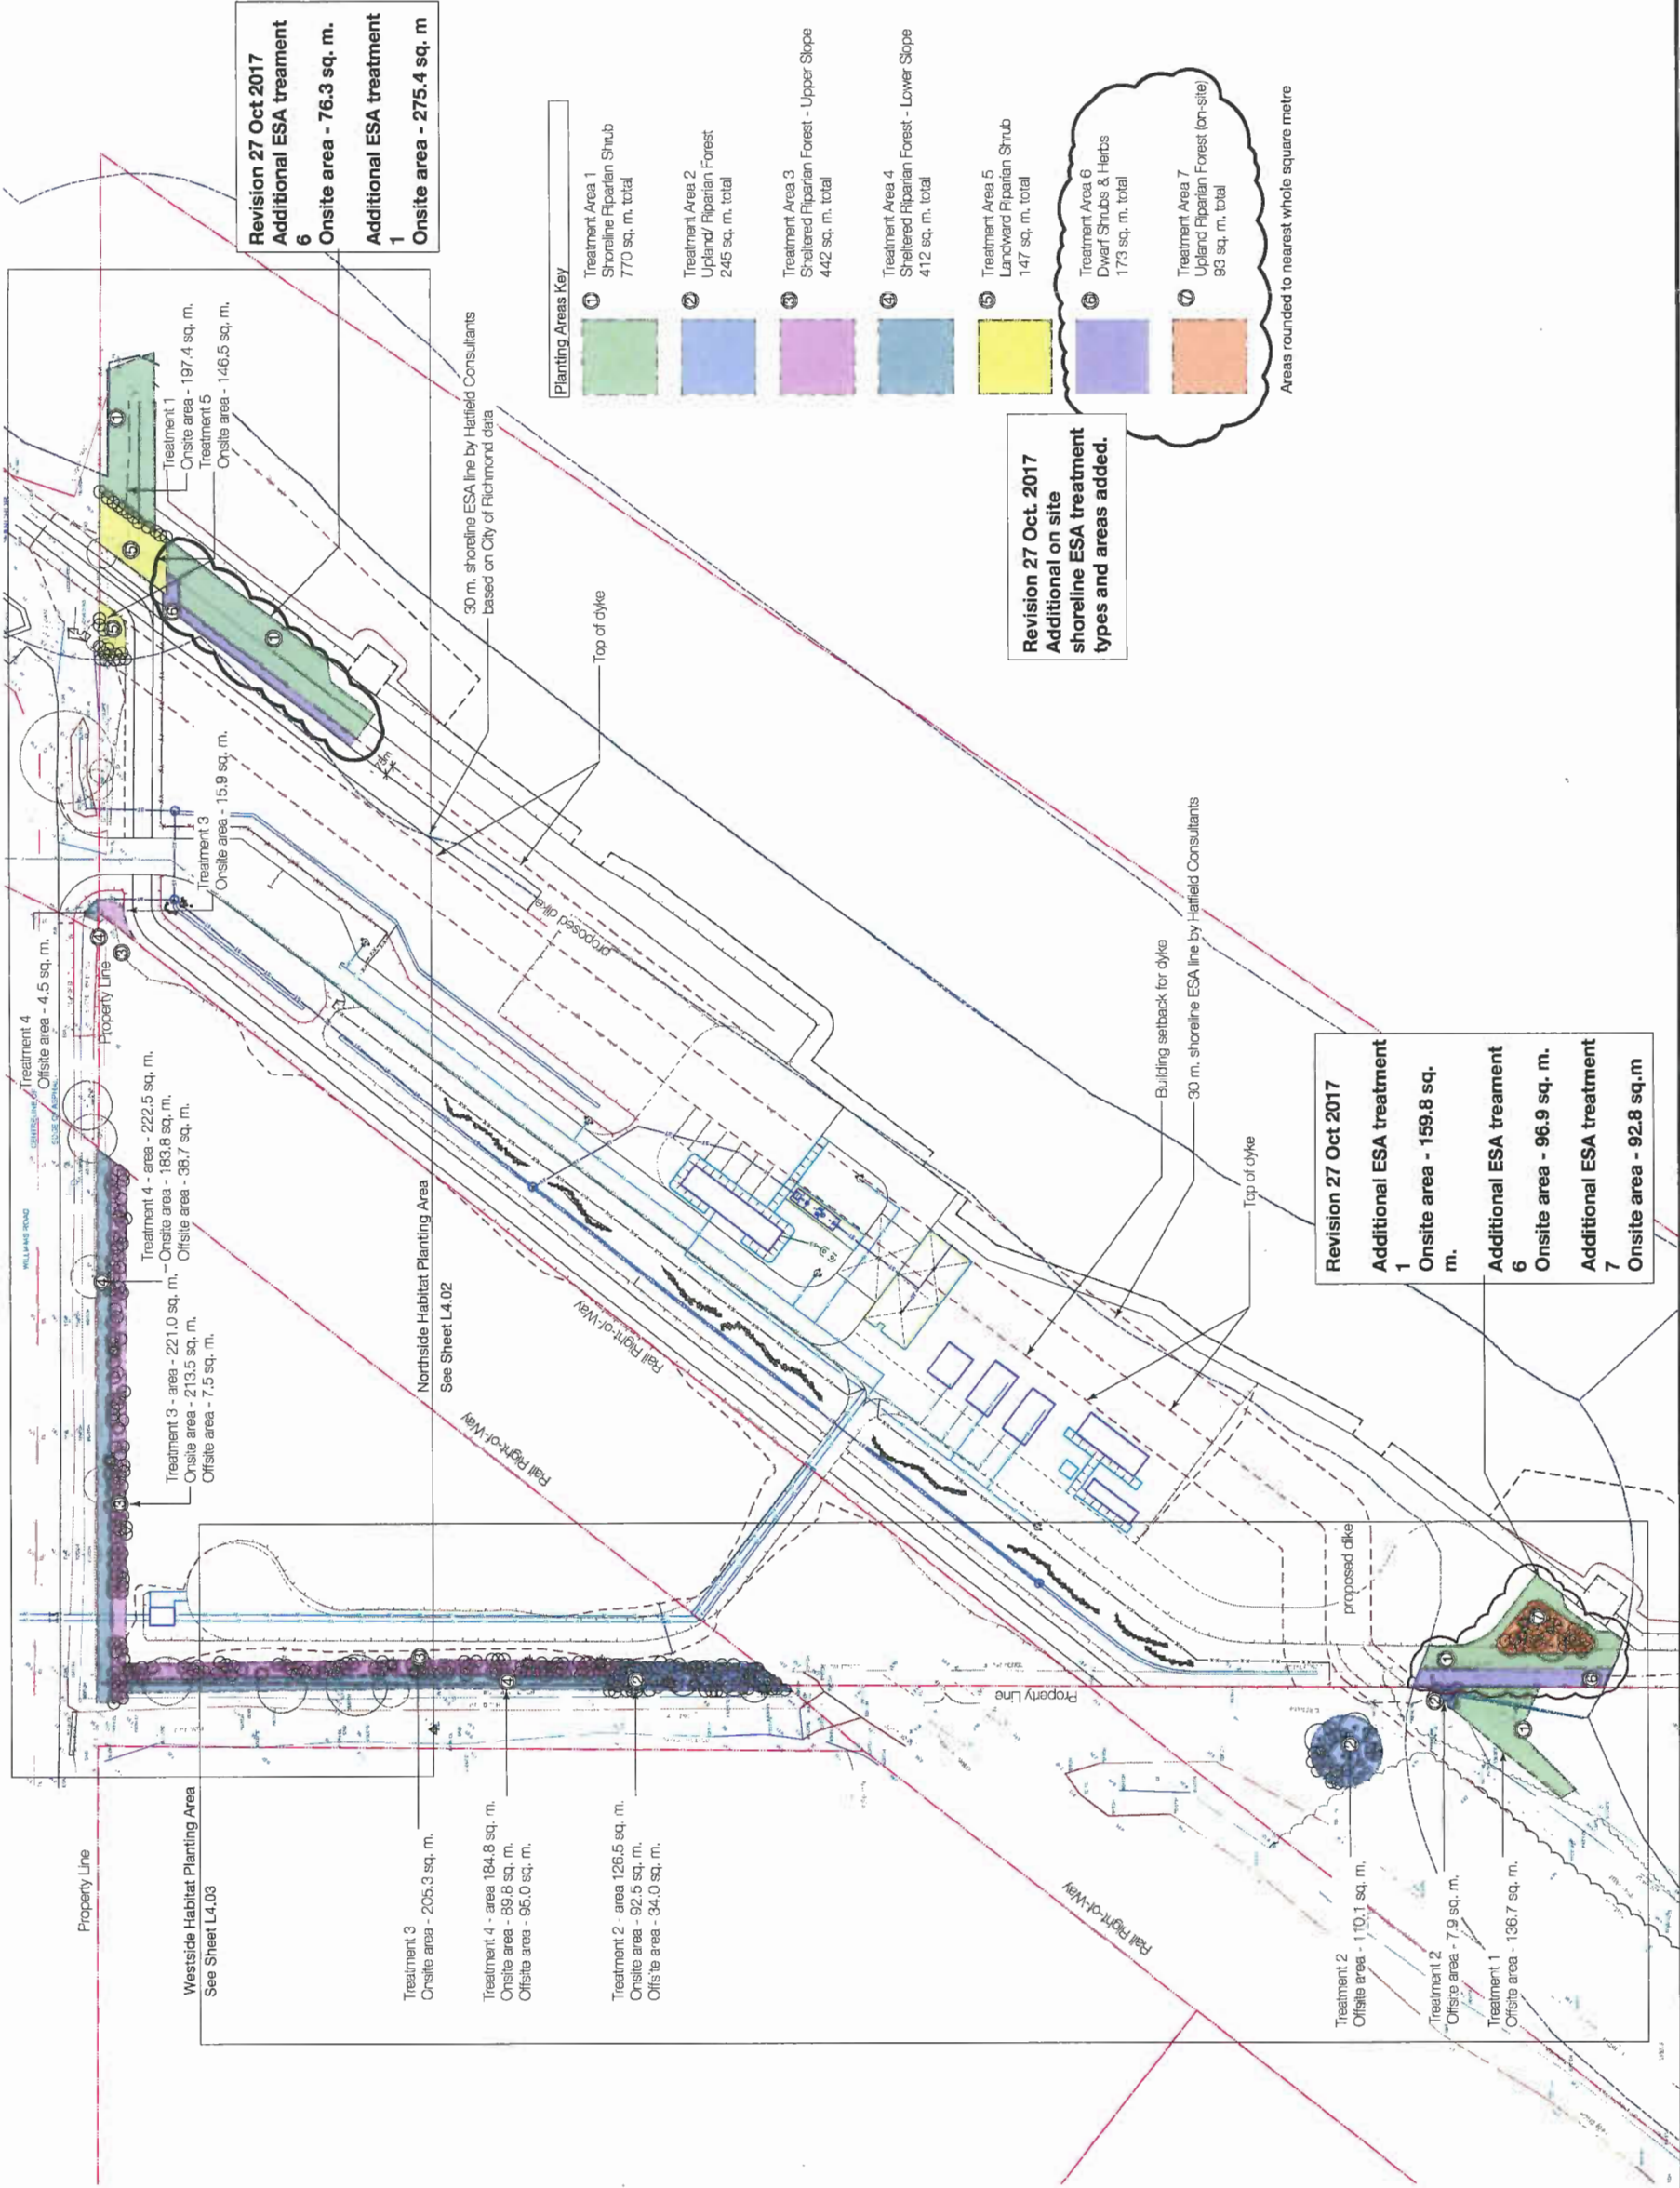 Revision 27 Oct 2017
Additional ESA treament
6
Onsite area - 76.3 sq. m.
Additional ESA treatment
1
Onsite area - 275.4 sq. m
Planting Areas Key
① Treatment Area 1
Shoreline Riparian Shrub
770 sq. m. total
② Treatment Area 2
Upland/ Riparian Forest
245 sq. m. total
③ Treatment Area 3
Sheltered Riparian Forest - Upper Slope
442 sq. m. total
④ Treatment Area 4
Sheltered Riparian Forest - Lower Slope
412 sq. m. total
⑤ Treatment Area 5
Landward Riparian Shrub
147 sq. m. total
⑥ Treatment Area 6
Dwarf Shrubs & Herbs
173 sq. m. total
⑦ Treatment Area 7
Upland Riparian Forest (on-site)
93 sq. m. total
Areas rounded to nearest whole square metre
Revision 27 Oct. 2017
Additional on site
shoreline ESA treatment
types and areas added.
Treatment 1
Onsite area - 197.4 sq. m.
Treatment 5
Onsite area - 146.5 sq. m.
30 m. shoreline ESA line by Hatfield Consultants
based on City of Richmond data
Top of dyke
Treatment 3
Onsite area - 15.9 sq. m.
Treatment 4
Offsite area - 4.5 sq. m.
Property Line
proposed dike
WILLIAMS ROAD
Treatment 4 - area - 222.5 sq. m.
Onsite area - 183.8 sq. m.
Offsite area - 38.7 sq. m.
Treatment 3 - area - 221.0 sq. m.
Onsite area - 213.5 sq. m.
Offsite area - 7.5 sq. m.
Northside Habitat Planting Area
See Sheet L4.02
Rail Right-of-Way
Rail Right-of-Way
Building setback for dyke
30 m. shoreline ESA line by Hatfield Consultants
Top of dyke
Revision 27 Oct 2017
Additional ESA treatment
1
Onsite area - 159.8 sq.
m.
Additional ESA treament
6
Onsite area - 96.9 sq. m.
Additional ESA treatment
7
Onsite area - 92.8 sq.m
proposed dike
Property Line
Property Line
Westside Habitat Planting Area
See Sheet L4.03
Treatment 3
Onsite area - 205.3 sq. m.
Treatment 4 - area 184.8 sq. m.
Onsite area - 89.8 sq. m.
Offsite area - 95.0 sq. m.
Treatment 2 - area 126.5 sq. m.
Onsite area - 92.5 sq. m.
Offsite area - 34.0 sq. m.
Rail Right-of-Way
Treatment 2
Offsite area - 110.1 sq. m.
Treatment 2
Offsite area - 7.9 sq. m.
Treatment 1
Offsite area - 136.7 sq. m.